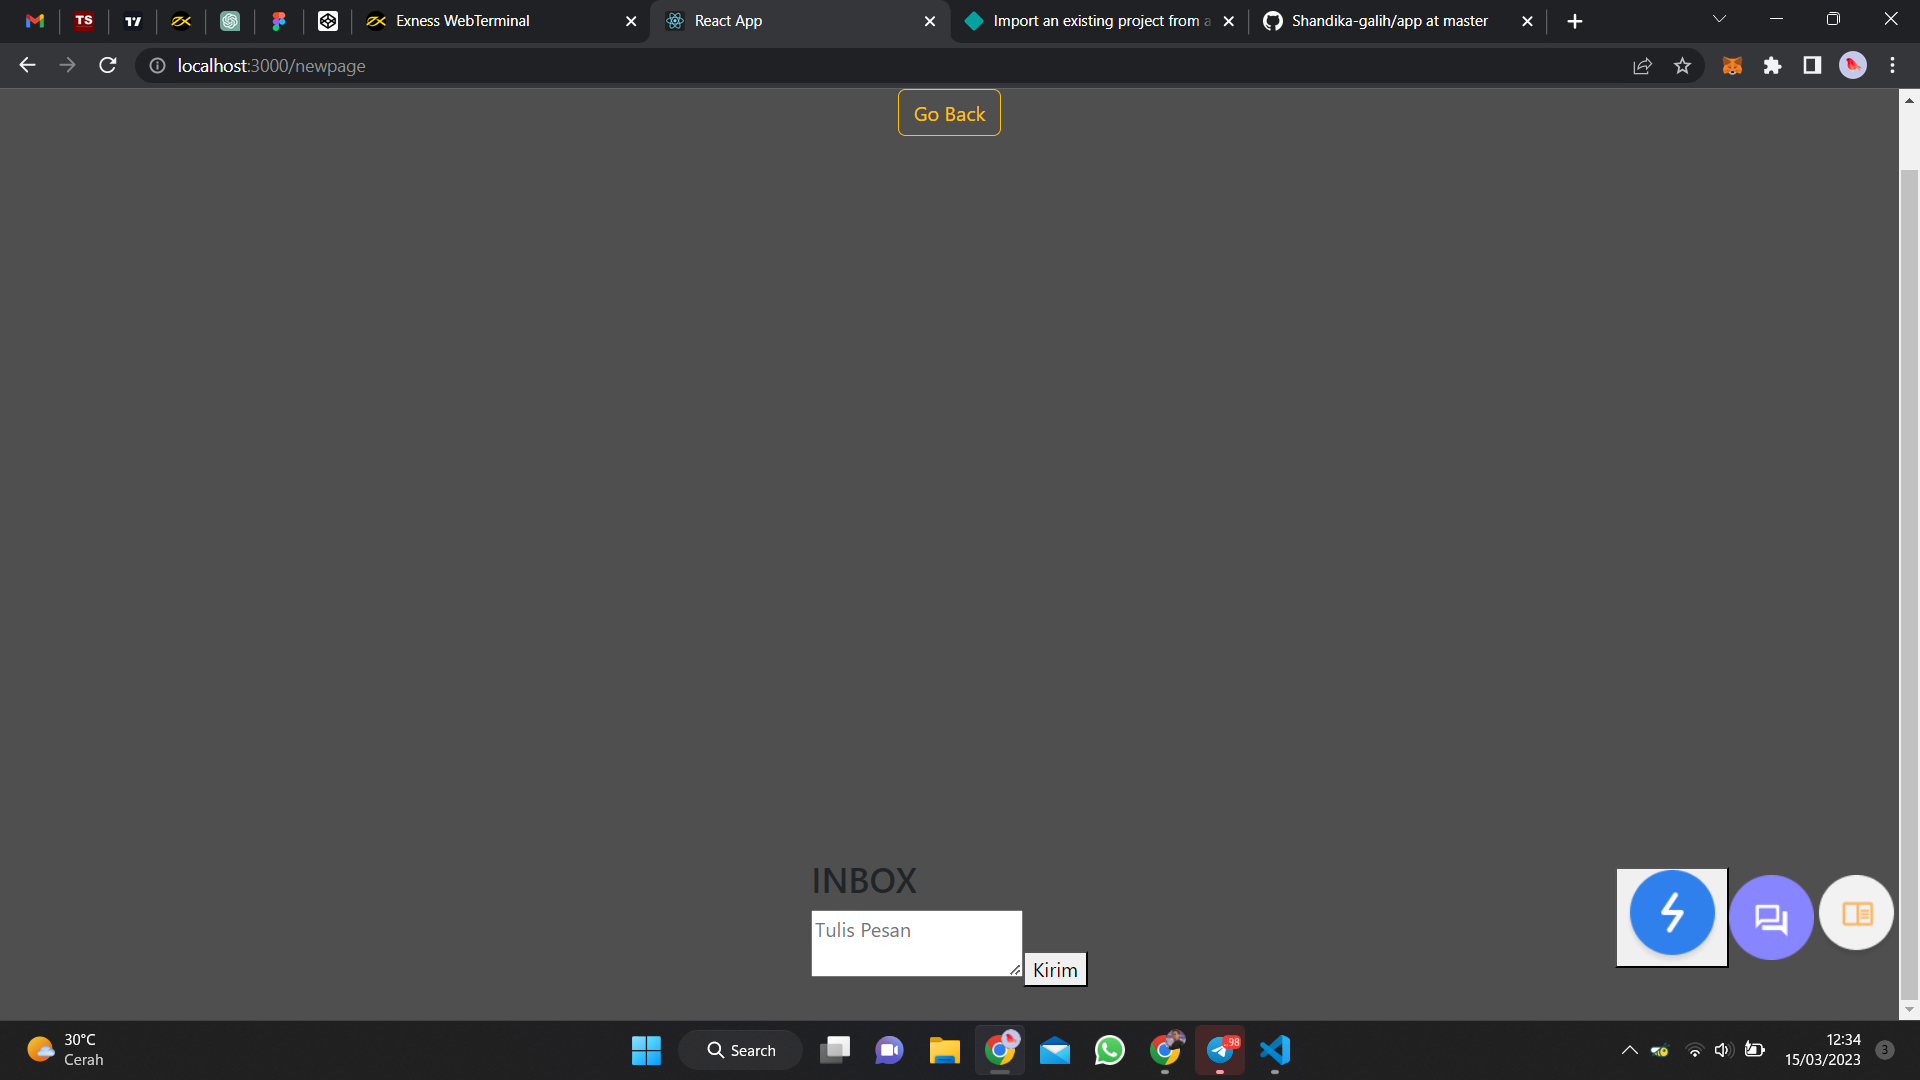 TS
Exness WebTerminal
React App
Import an existing project from a
Shandika-galih/app at master
localhost:3000/newpage
Go Back
INBOX
Tulis Pesan
Kirim
30°C
Cerah
Search
98
12:34
15/03/2023
3